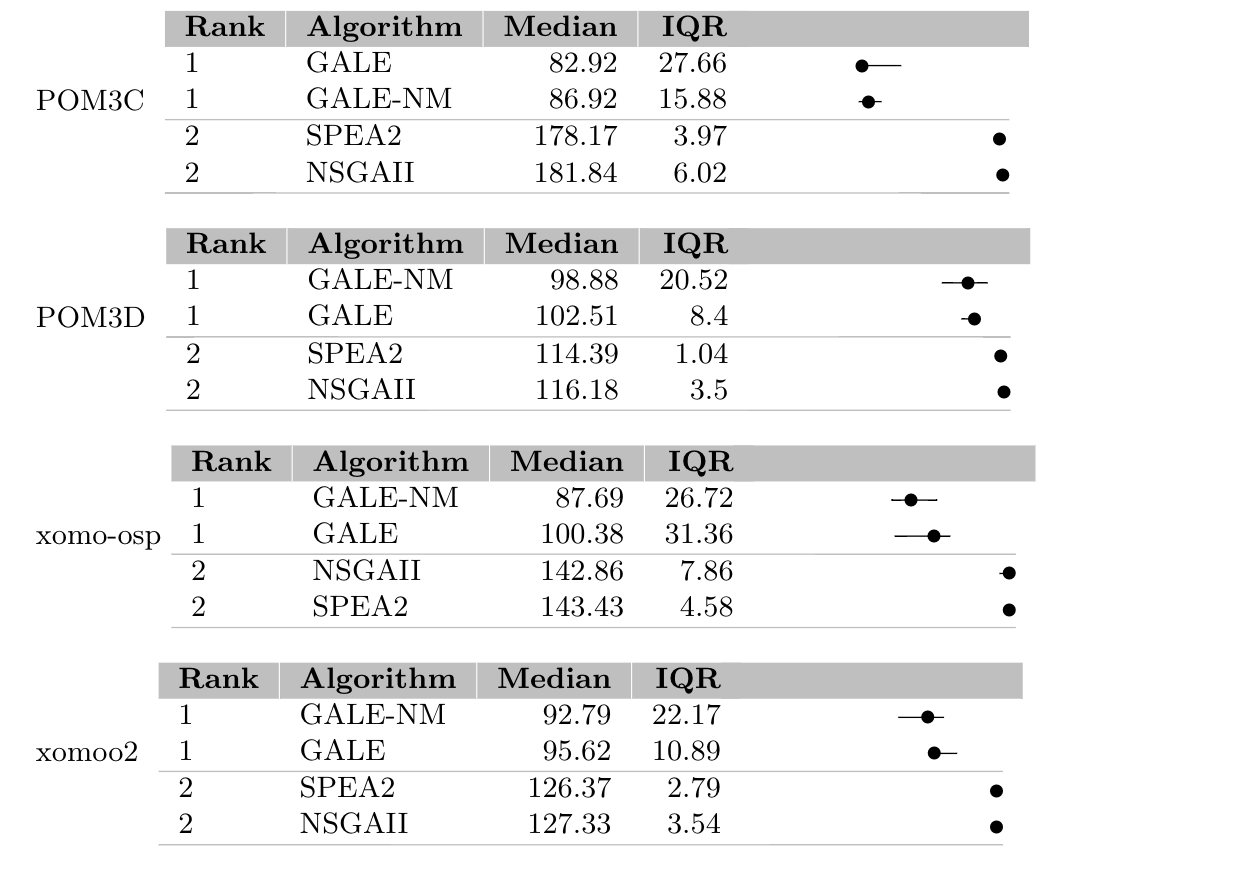 Rank Algorithm Median IQR
1 GALE 82.92 27.66
POM3C 1 GALE-NM 86.92 15.88
2 SPEA2 178.17 3.97
2 NSGAII 181.84 6.02
Rank Algorithm Median IQR
1 GALE-NM 98.88 20.52
POM3D 1 GALE 102.51 8.4
2 SPEA2 114.39 1.04
2 NSGAII 116.18 3.5
Rank Algorithm Median IQR
1 GALE-NM 87.69 26.72
xomo-osp 1 GALE 100.38 31.36
2 NSGAII 142.86 7.86
2 SPEA2 143.43 4.58
Rank Algorithm Median IQR
1 GALE-NM 92.79 22.17
xomoo2 1 GALE 95.62 10.89
2 SPEA2 126.37 2.79
2 NSGAII 127.33 3.54